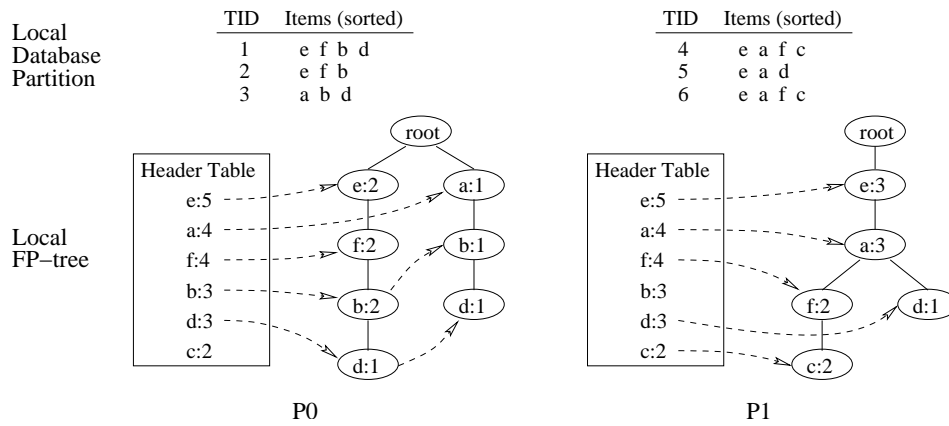 Local
Database
Partition
TID Items (sorted)
1 e f b d
2 e f b
3 a b d
TID Items (sorted)
4 e a f c
5 e a d
6 e a f c
Local
FP-tree
Header Table
e:5
a:4
f:4
b:3
d:3
c:2
root
e:2
a:1
f:2
b:1
b:2
d:1
d:1
P0
Header Table
e:5
a:4
f:4
b:3
d:3
c:2
root
e:3
a:3
f:2
d:1
c:2
P1